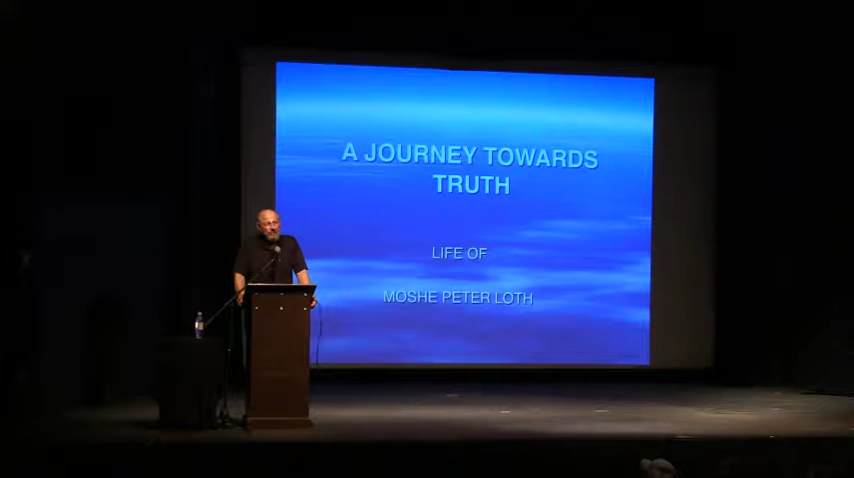 A JOURNEY TOWARDS
TRUTH
LIFE OF
MOSHE PETER LOTH